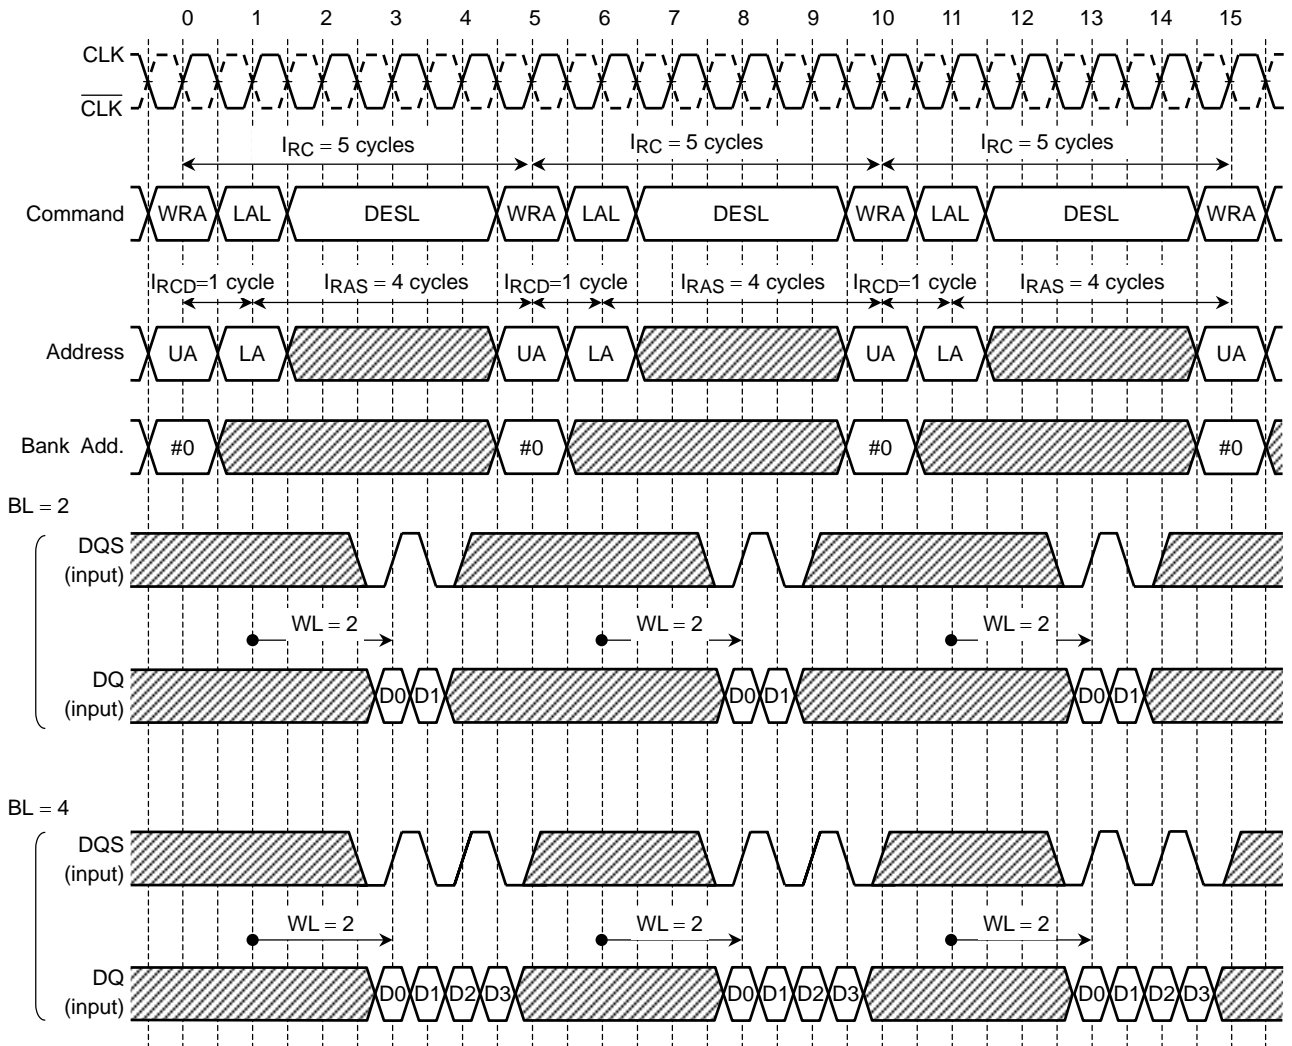 0 1 2 3 4 5 6 7 8 9 10 11 12 13 14 15
CLK
CLK
IRC = 5 cycles IRC = 5 cycles IRC = 5 cycles
Command WRA LAL DESL WRA LAL DESL WRA LAL DESL WRA
IRCD=1 cycle IRAS = 4 cycles IRCD=1 cycle IRAS = 4 cycles IRCD=1 cycle IRAS = 4 cycles
Address UA LA UA LA UA LA UA
Bank Add. #0 #0 #0 #0
BL = 2
DQS
(input)
WL = 2 WL = 2 WL = 2
DQ
(input)
D0 D1 D0 D1 D0 D1
BL = 4
DQS
(input)
WL = 2 WL = 2 WL = 2
DQ
(input)
D0 D1 D2 D3 D0 D1 D2 D3 D0 D1 D2 D3